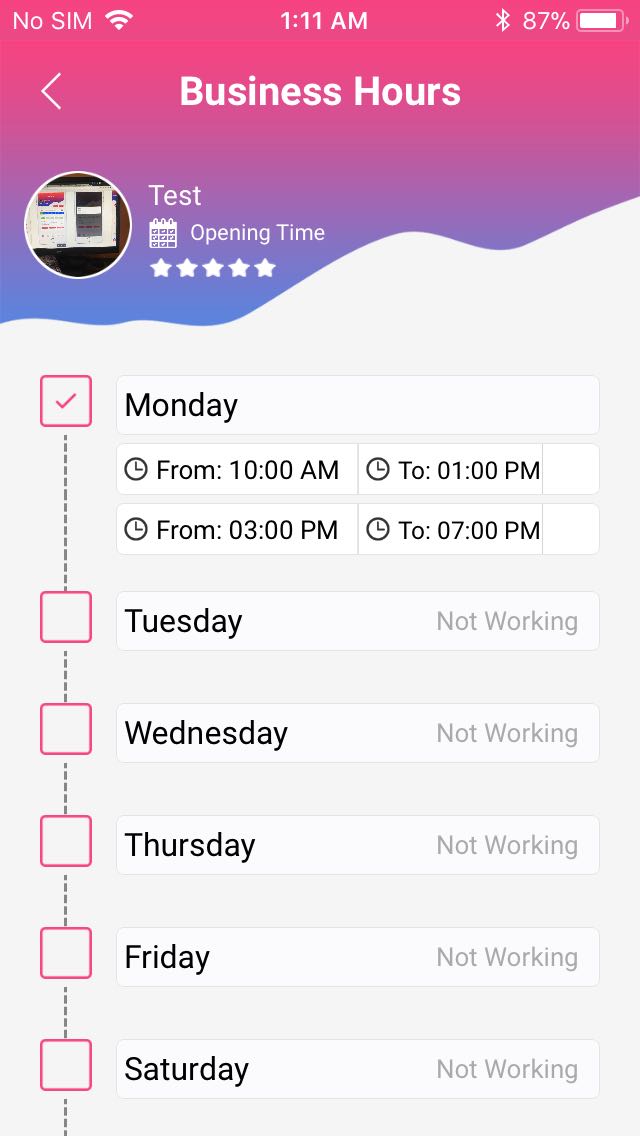 No SIM 1:11 AM 87%
Business Hours
Test
Opening Time
Monday
From: 10:00 AM To: 01:00 PM
From: 03:00 PM To: 07:00 PM
Tuesday Not Working
Wednesday Not Working
Thursday Not Working
Friday Not Working
Saturday Not Working